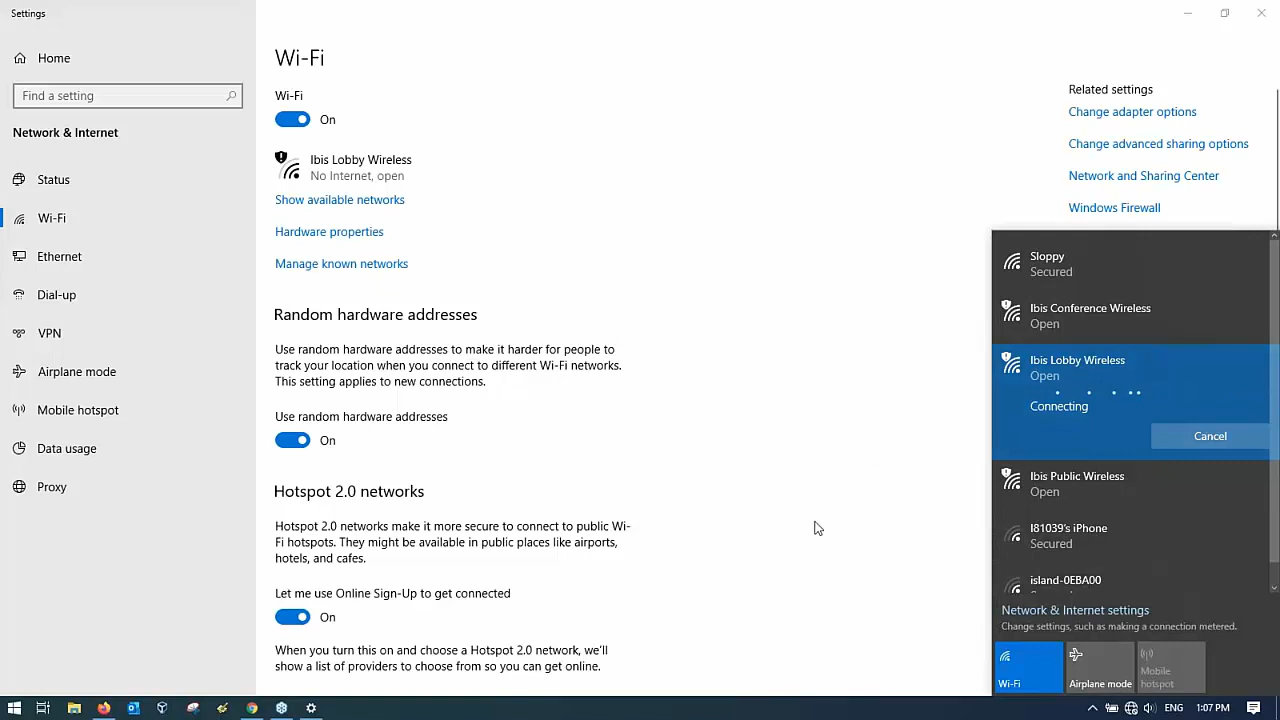 Settings
Home
Find a setting
Network & Internet
Status
Wi-Fi
Ethernet
Dial-up
VPN
Airplane mode
Mobile hotspot
Data usage
Proxy
Wi-Fi
Wi-Fi
On
Ibis Lobby Wireless
No Internet, open
Show available networks
Hardware properties
Manage known networks
Random hardware addresses
Use random hardware addresses to make it harder for people to
track your location when you connect to different Wi-Fi networks.
This setting applies to new connections.
Use random hardware addresses
On
Hotspot 2.0 networks
Hotspot 2.0 networks make it more secure to connect to public Wi-
Fi hotspots. They might be available in public places like airports,
hotels, and cafes.
Let me use Online Sign-Up to get connected
On
When you turn this on and choose a Hotspot 2.0 network, we'll
show a list of providers to choose from so you can get online.
Related settings
Change adapter options
Change advanced sharing options
Network and Sharing Center
Windows Firewall
Sloppy
Secured
Ibis Conference Wireless
Open
Ibis Lobby Wireless
Open
Connecting
Cancel
Ibis Public Wireless
Open
I81039's iPhone
Secured
island-0EBA00
Network & Internet settings
Change settings, such as making a connection metered.
Wi-Fi
Airplane mode
Mobile
hotspot
ENG
1:07 PM